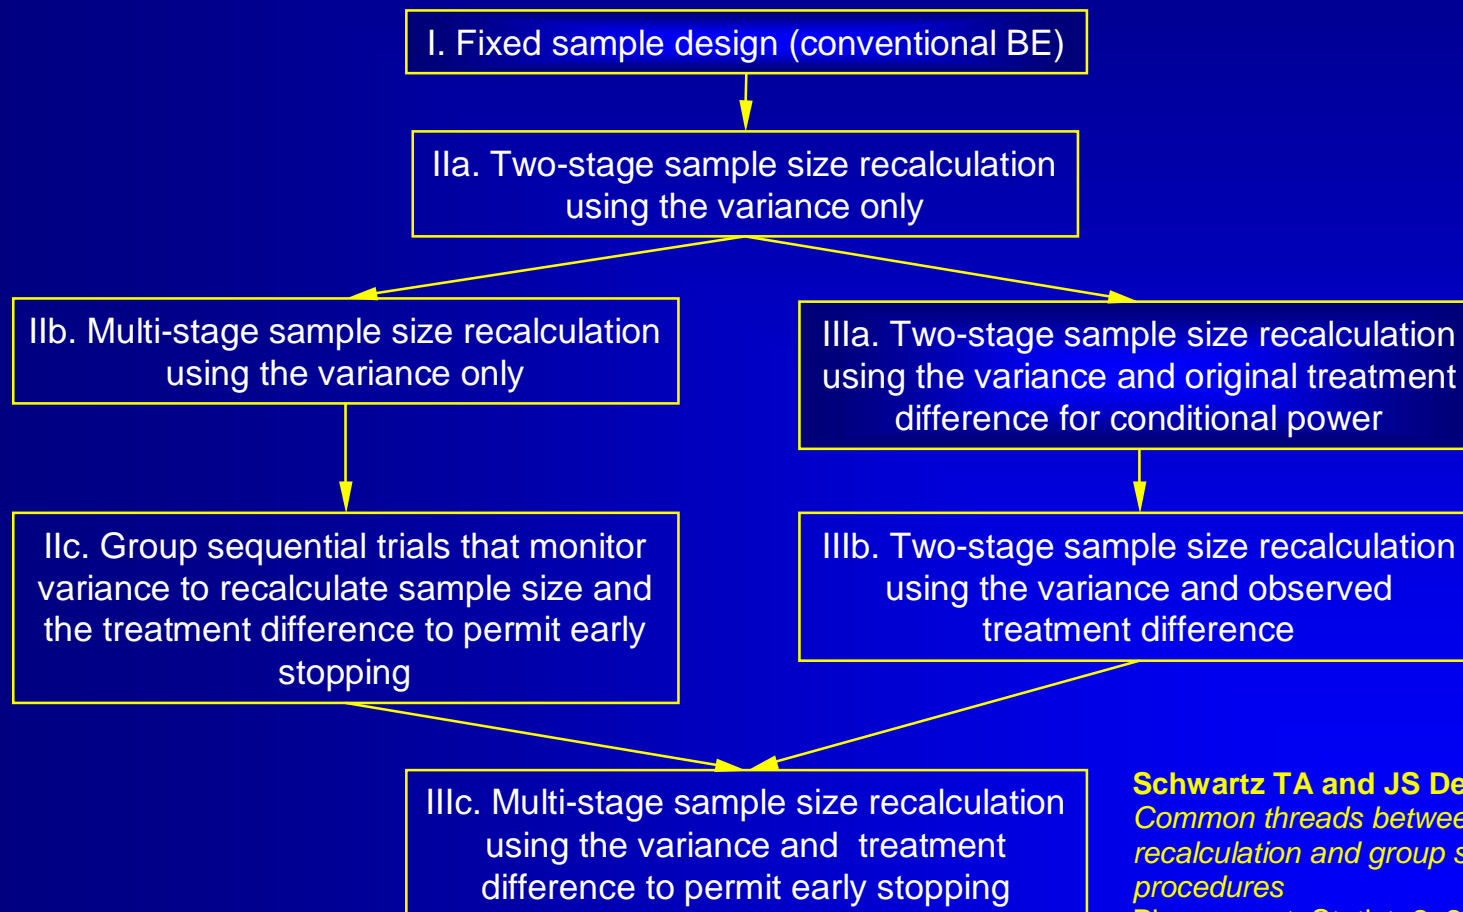 I. Fixed sample design (conventional BE)
IIa. Two-stage sample size recalculation
using the variance only
IIb. Multi-stage sample size recalculation
using the variance only
IIIa. Two-stage sample size recalculation
using the variance and original treatment
difference for conditional power
IIc. Group sequential trials that monitor
variance to recalculate sample size and
the treatment difference to permit early
stopping
IIIb. Two-stage sample size recalculation
using the variance and observed
treatment difference
IIIc. Multi-stage sample size recalculation
using the variance and treatment
difference to permit early stopping
Schwartz TA and JS De
Common threads betwee
recalculation and group s
procedures